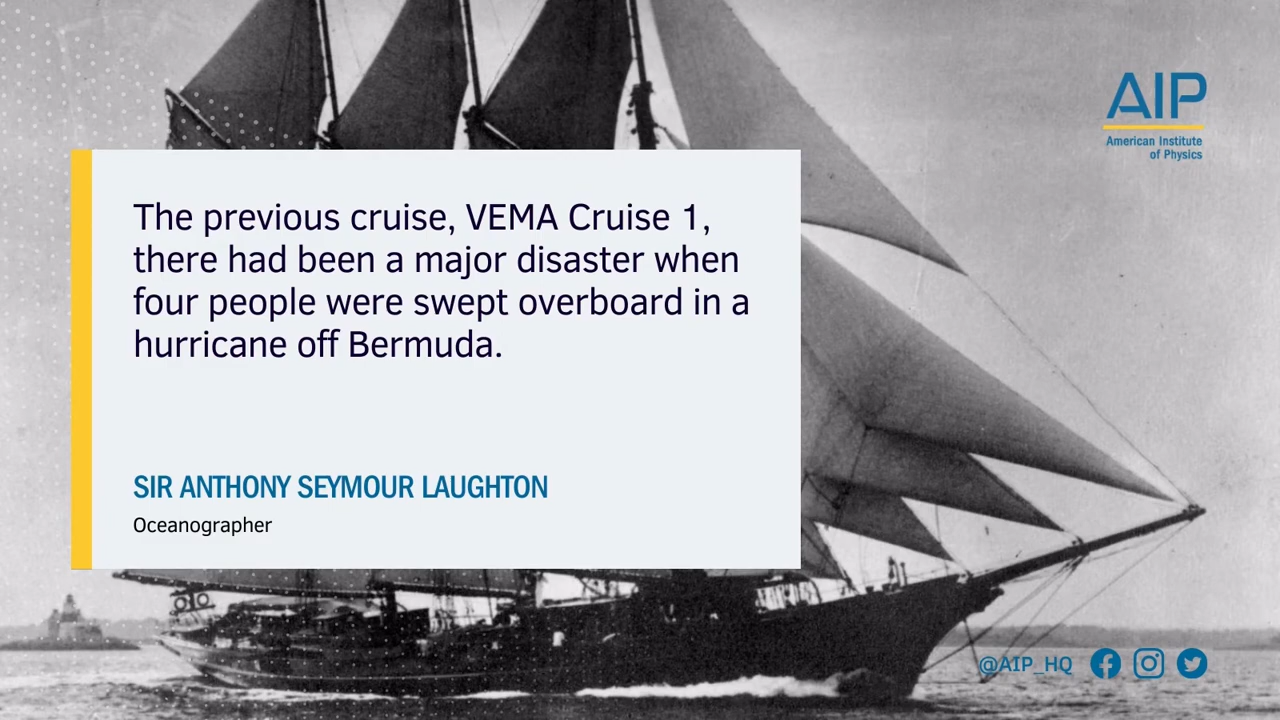 AIP
American Institute
of Physics
The previous cruise, VEMA Cruise 1,
there had been a major disaster when
four people were swept overboard in a
hurricane off Bermuda.
SIR ANTHONY SEYMOUR LAUGHTON
Oceanographer
@AIP_HQ